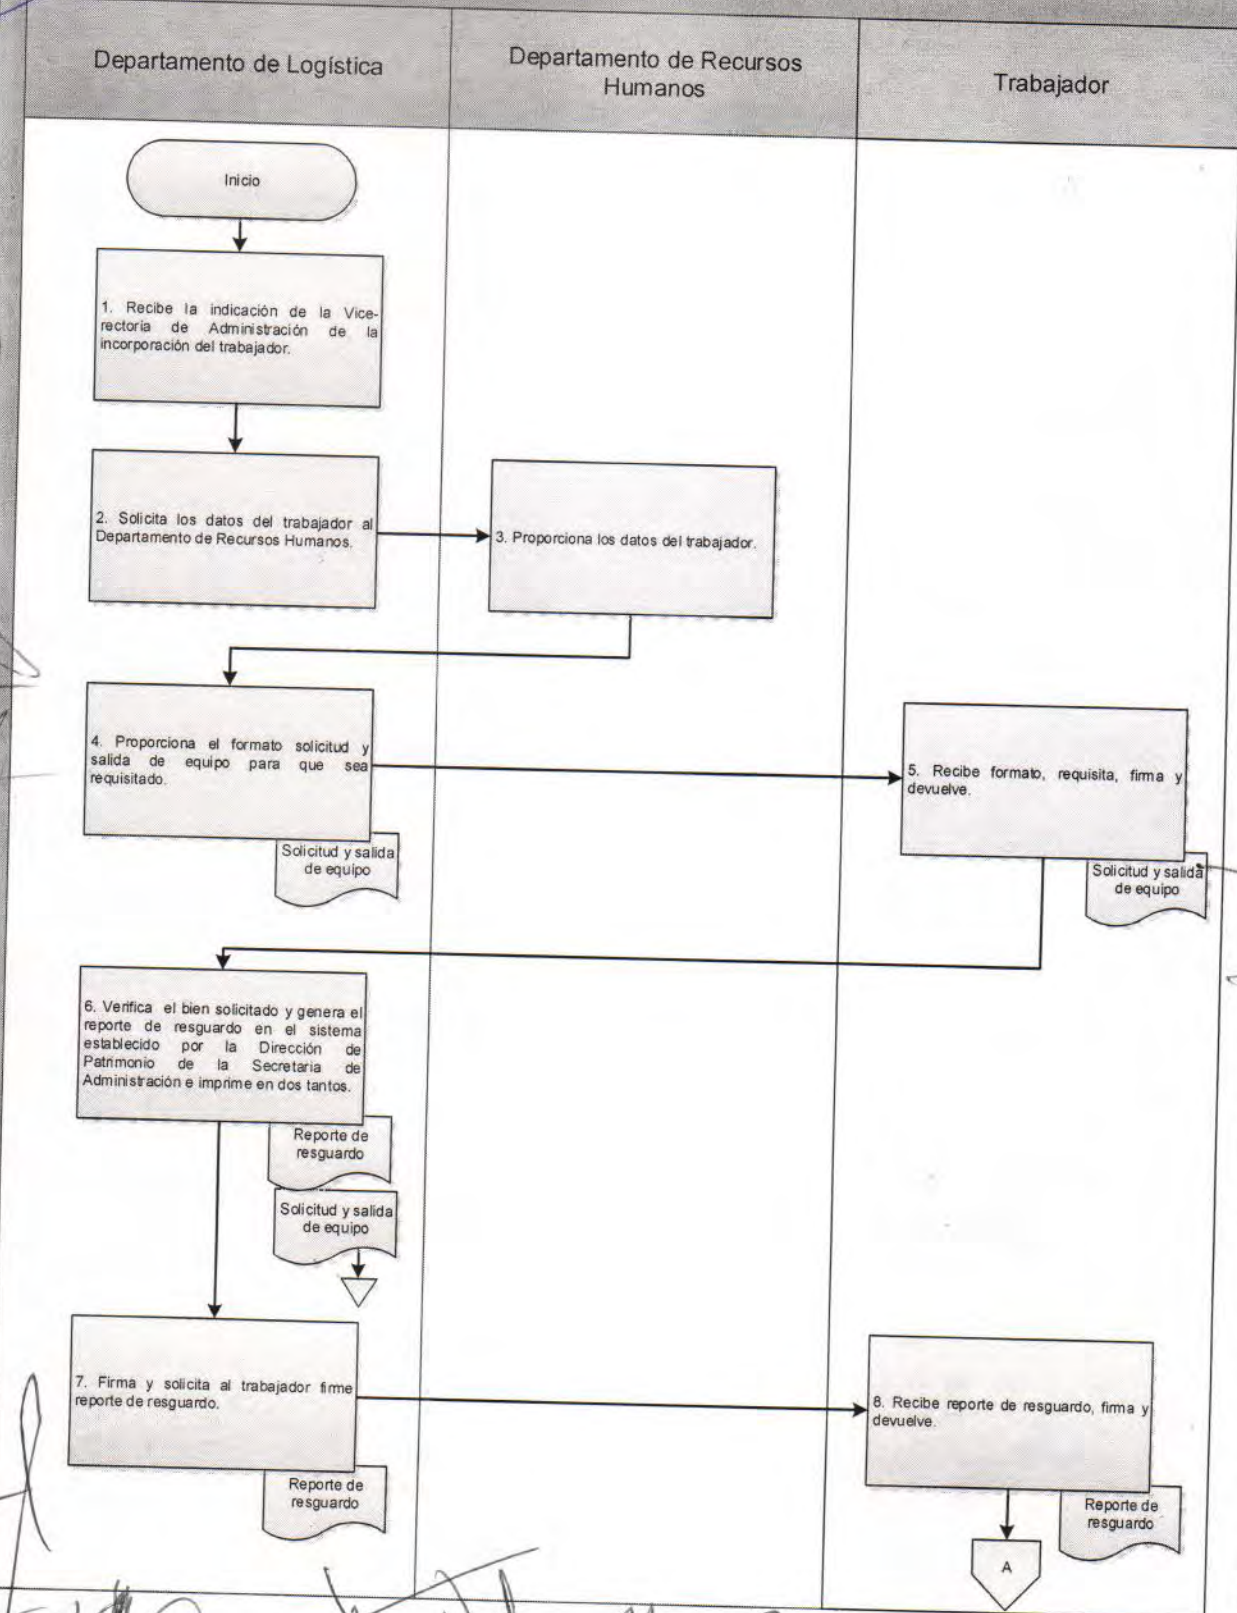 Departamento de Logística
Departamento de Recursos
Humanos
Trabajador
Inicio
1. Recibe la indicación de la Vice-
rectoria de Administración de la
incorporación del trabajador.
2. Solicita los datos del trabajador al
Departamento de Recursos Humanos.
3. Proporciona los datos del trabajador.
4. Proporciona el formato solicitud y
salida de equipo para que sea
requisitado.
Solicitud y salida
de equipo
5. Recibe formato, requisita, firma y
devuelve.
Solicitud y salida
de equipo
6. Verifica el bien solicitado y genera el
reporte de resguardo en el sistema
establecido por la Dirección de
Patrimonio de la Secretaria de
Administración e imprime en dos tantos.
Reporte de
resguardo
Solicitud y salida
de equipo
7. Firma y solicita al trabajador firme
reporte de resguardo.
Reporte de
resguardo
8. Recibe reporte de resguardo, firma y
devuelve.
Reporte de
resguardo
A